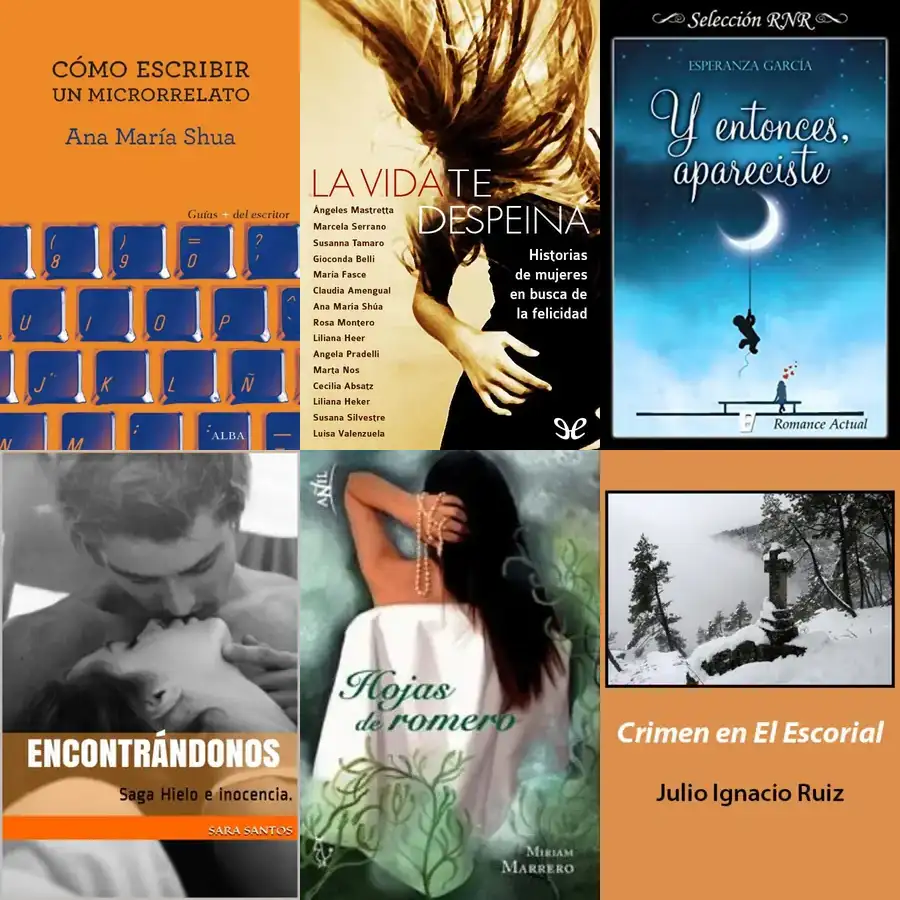 CÓMO ESCRIBIR
UN MICRORRELATO
Ana María Shua
Guías + del escritor
( ) = ?
8 9 0 '
U I O P
J K L Ñ
N M
ALBA
LA VIDA TE
DESPEINA
Ángeles Mastretta
Marcela Serrano
Susanna Tamaro
Gioconda Belli
María Fasce
Claudia Amengual
Ana María Shúa
Rosa Montero
Liliana Heer
Angela Pradelli
Marta Nos
Cecilia Absatz
Liliana Heker
Susana Silvestre
Luisa Valenzuela
Historias
de mujeres
en busca de
la felicidad
Selección RNR
ESPERANZA GARCÍA
Y entonces,
apareciste
Romance Actual
ENCONTRÁNDONOS
Saga Hielo e inocencia.
SARA SANTOS
Hojas
de romero
MIRIAM
MARRERO
Crimen en El Escorial
Julio Ignacio Ruiz